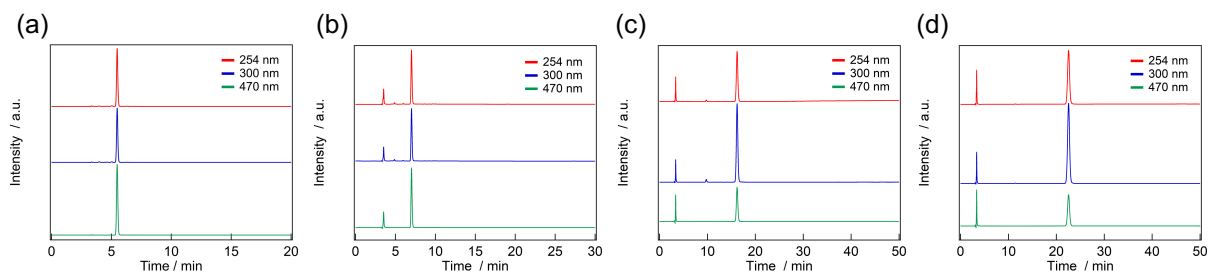 (a)
254 nm
300 nm
470 nm
Intensity / a.u.
0 5 10 15 20
Time / min
(b)
254 nm
300 nm
470 nm
Intensity / a.u.
0 5 10 15 20 25 30
Time / min
(c)
254 nm
300 nm
470 nm
Intensity / a.u.
0 10 20 30 40 50
Time / min
(d)
254 nm
300 nm
470 nm
Intensity / a.u.
0 10 20 30 40 50
Time / min